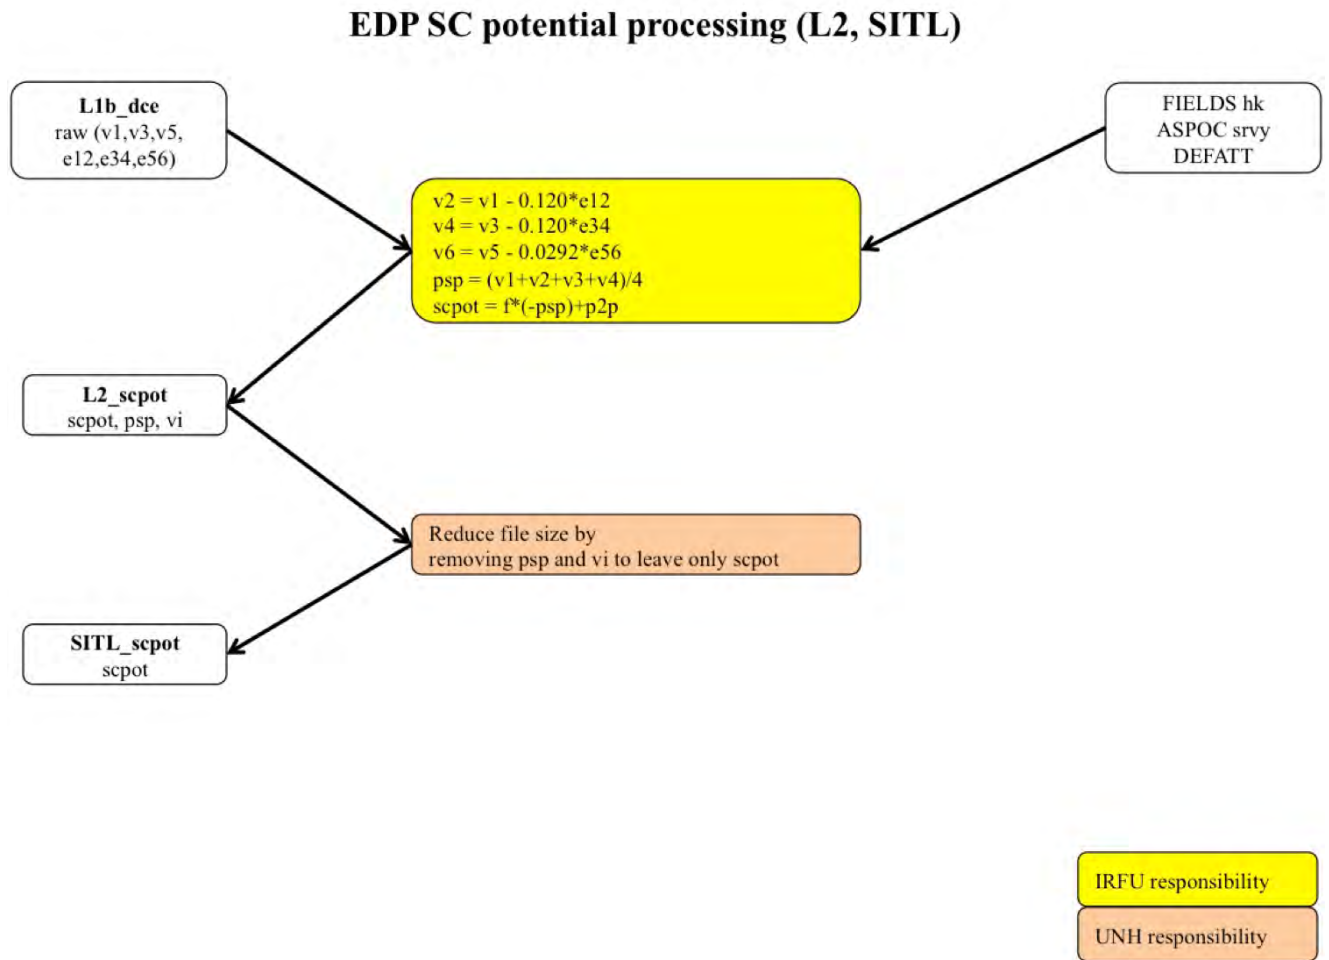 EDP SC potential processing (L2, SITL)
L1b_dce
raw (v1,v3,v5,
e12,e34,e56)
FIELDS hk
ASPOC srvy
DEFATT
v2 = v1 - 0.120*e12
v4 = v3 - 0.120*e34
v6 = v5 - 0.0292*e56
psp = (v1+v2+v3+v4)/4
scpot = f*(-psp)+p2p
L2_scpot
scpot, psp, vi
Reduce file size by
removing psp and vi to leave only scpot
SITL_scpot
scpot
IRFU responsibility
UNH responsibility